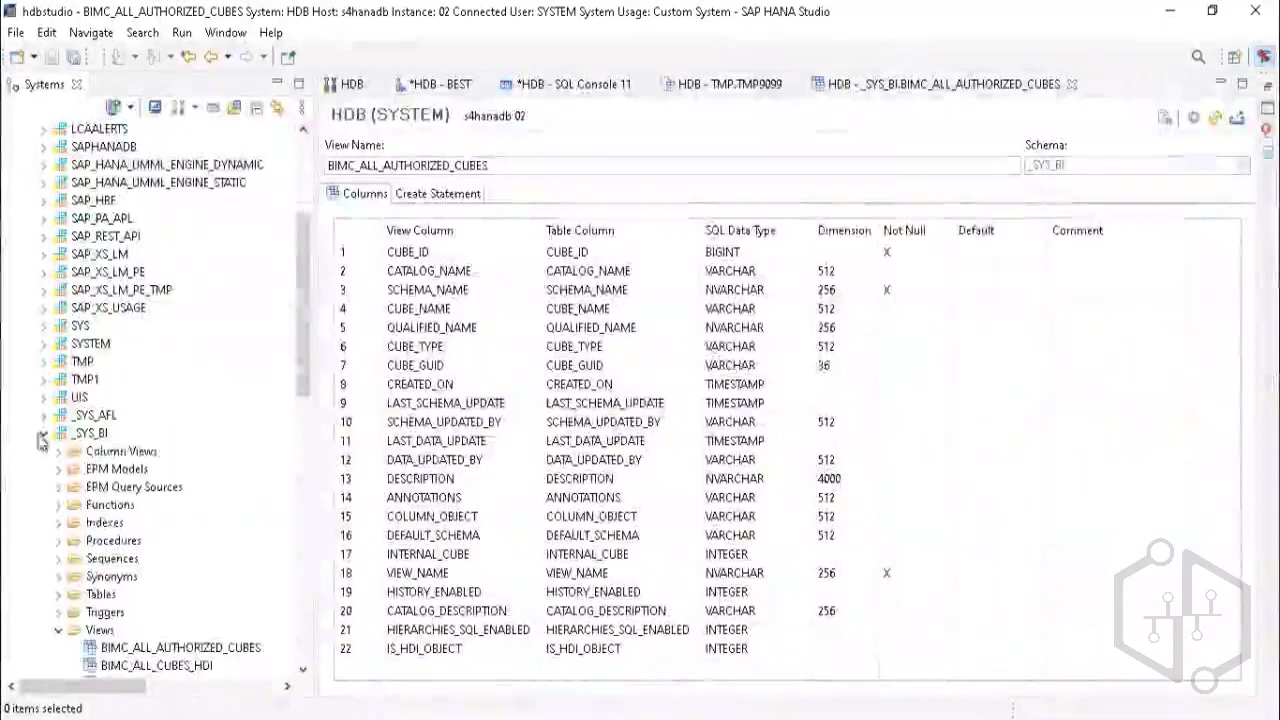 hdbstudio - BIMC_ALL_AUTHORIZED_CUBES System: HDB Host: s4hanadb Instance: 02 Connected User: SYSTEM System Usage: Custom System - SAP HANA Studio
File Edit Navigate Search Run Window Help
Systems
LCAALERTS
SAPHANADB
SAP_HANA_UMML_ENGINE_DYNAMIC
SAP_HANA_UMML_ENGINE_STATIC
SAP_HRF
SAP_PA_APL
SAP_REST_API
SAP_XS_LM
SAP_XS_LM_PE
SAP_XS_LM_PE_TMP
SAP_XS_USAGE
SYS
SYSTEM
TMP
TMP1
UIS
_SYS_AFL
_SYS_BI
Column Views
EPM Models
EPM Query Sources
Functions
Indexes
Procedures
Sequences
Synonyms
Tables
Triggers
Views
BIMC_ALL_AUTHORIZED_CUBES
BIMC_ALL_CUBES_HDI
0 items selected
HDB *HDB - BEST *HDB - SQL Console 11 HDB - TMP.TMP9099 HDB - _SYS_BI.BIMC_ALL_AUTHORIZED_CUBES
HDB (SYSTEM) s4hanadb 02
View Name: Schema:
BIMC_ALL_AUTHORIZED_CUBES _SYS_BI
Columns Create Statement
View Column Table Column SQL Data Type Dimension Not Null Default Comment
1 CUBE_ID CUBE_ID BIGINT X
2 CATALOG_NAME CATALOG_NAME VARCHAR 512
3 SCHEMA_NAME SCHEMA_NAME NVARCHAR 256 X
4 CUBE_NAME CUBE_NAME VARCHAR 512
5 QUALIFIED_NAME QUALIFIED_NAME NVARCHAR 256
6 CUBE_TYPE CUBE_TYPE VARCHAR 512
7 CUBE_GUID CUBE_GUID VARCHAR 36
8 CREATED_ON CREATED_ON TIMESTAMP
9 LAST_SCHEMA_UPDATE LAST_SCHEMA_UPDATE TIMESTAMP
10 SCHEMA_UPDATED_BY SCHEMA_UPDATED_BY VARCHAR 512
11 LAST_DATA_UPDATE LAST_DATA_UPDATE TIMESTAMP
12 DATA_UPDATED_BY DATA_UPDATED_BY VARCHAR 512
13 DESCRIPTION DESCRIPTION VARCHAR 4000
14 ANNOTATIONS ANNOTATIONS VARCHAR 512
15 COLUMN_OBJECT COLUMN_OBJECT VARCHAR 512
16 DEFAULT_SCHEMA DEFAULT_SCHEMA VARCHAR 512
17 INTERNAL_CUBE INTERNAL_CUBE INTEGER
18 VIEW_NAME VIEW_NAME NVARCHAR 256 X
19 HISTORY_ENABLED HISTORY_ENABLED INTEGER
20 CATALOG_DESCRIPTION CATALOG_DESCRIPTION VARCHAR 256
21 HIERARCHIES_SQL_ENABLED HIERARCHIES_SQL_ENABLED INTEGER
22 IS_HDI_OBJECT IS_HDI_OBJECT INTEGER